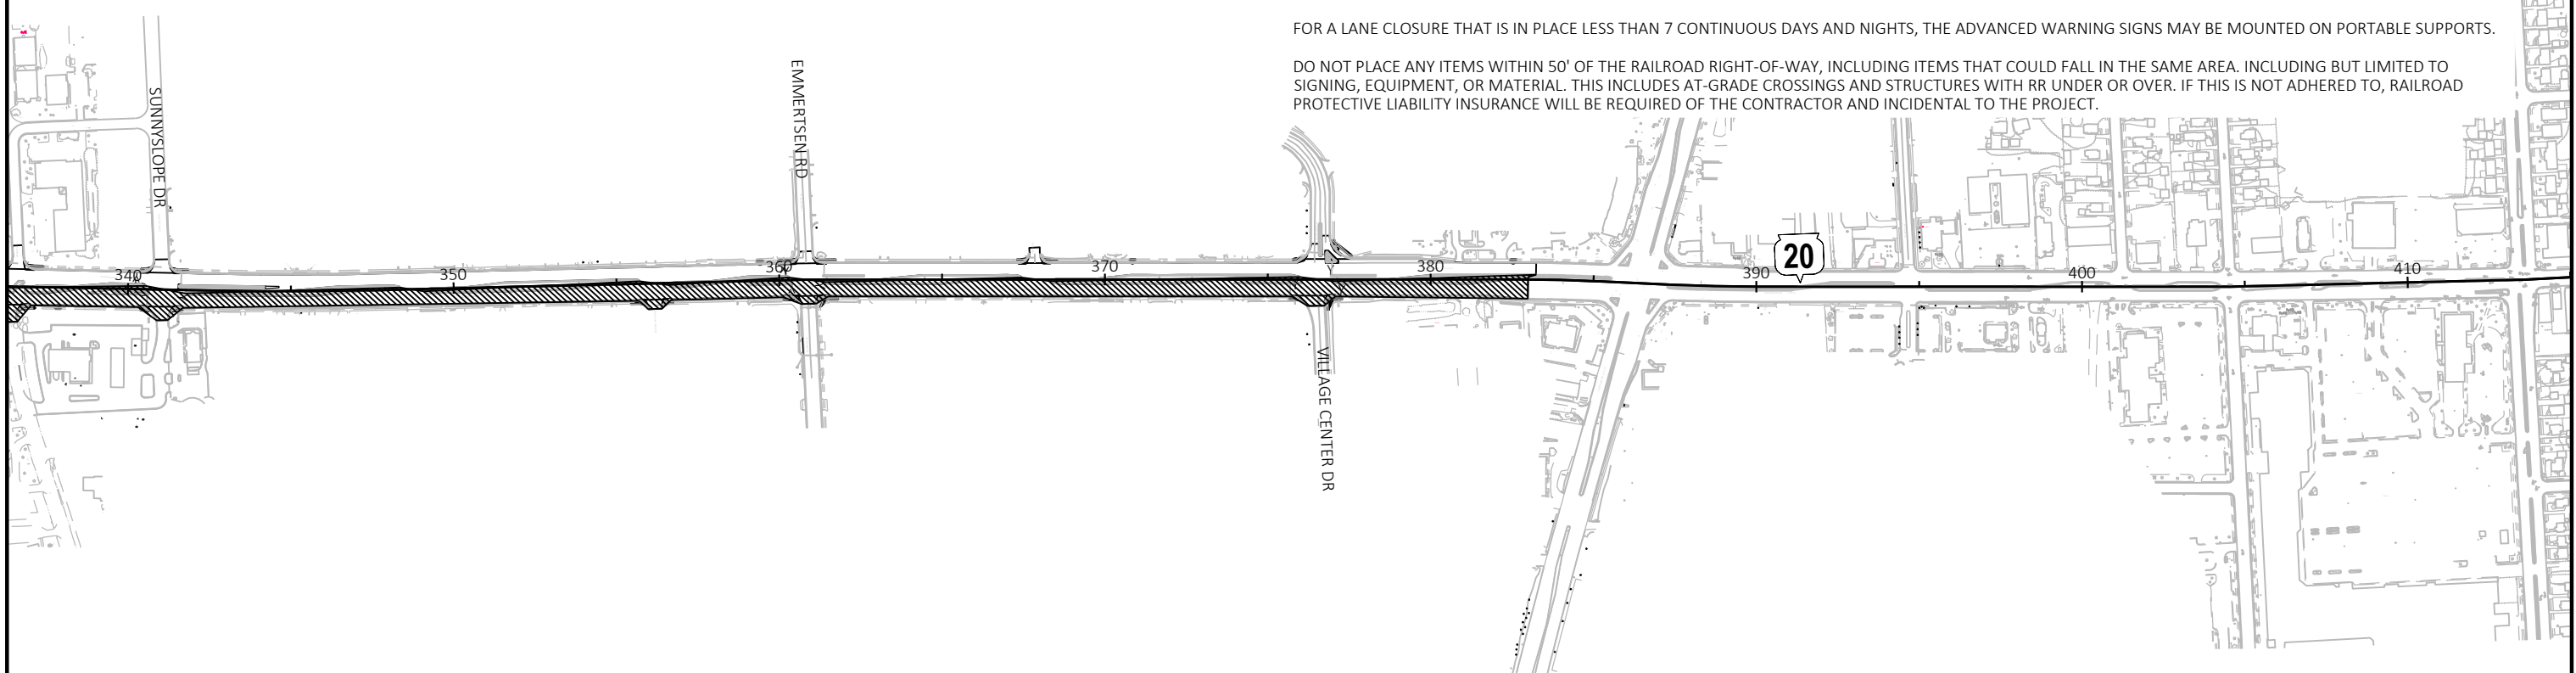 FOR A LANE CLOSURE THAT IS IN PLACE LESS THAN 7 CONTINUOUS DAYS AND NIGHTS, THE ADVANCED WARNING SIGNS MAY BE MOUNTED ON PORTABLE SUPPORTS.
DO NOT PLACE ANY ITEMS WITHIN 50' OF THE RAILROAD RIGHT-OF-WAY, INCLUDING ITEMS THAT COULD FALL IN THE SAME AREA. INCLUDING BUT LIMITED TO
SIGNING, EQUIPMENT, OR MATERIAL. THIS INCLUDES AT-GRADE CROSSINGS AND STRUCTURES WITH RR UNDER OR OVER. IF THIS IS NOT ADHERED TO, RAILROAD
PROTECTIVE LIABILITY INSURANCE WILL BE REQUIRED OF THE CONTRACTOR AND INCIDENTAL TO THE PROJECT.
SUNNYSLOPE DR
EMMERTSEN RD
VILLAGE CENTER DR
20
340
350
360
370
380
390
400
410